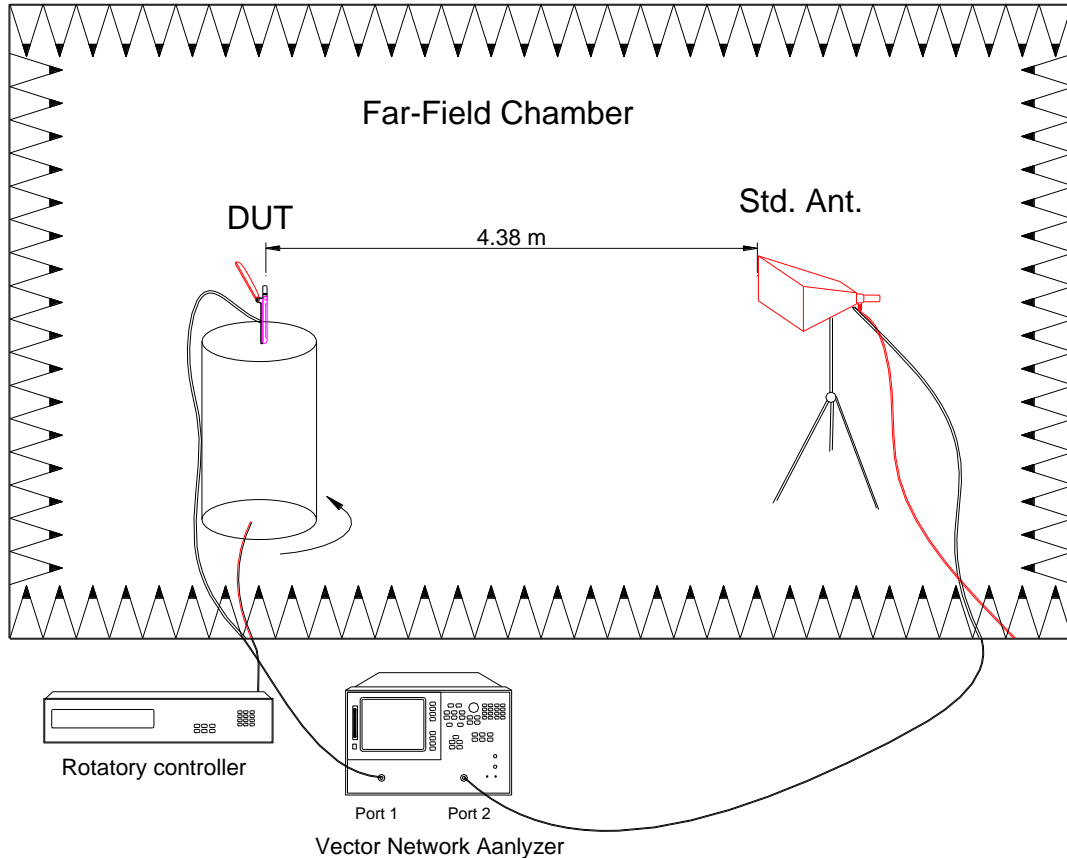 Far-Field Chamber
Std. Ant.
DUT
4.38 m
Rotatory controller
Port 1
Port 2
Vector Network Aanlyzer